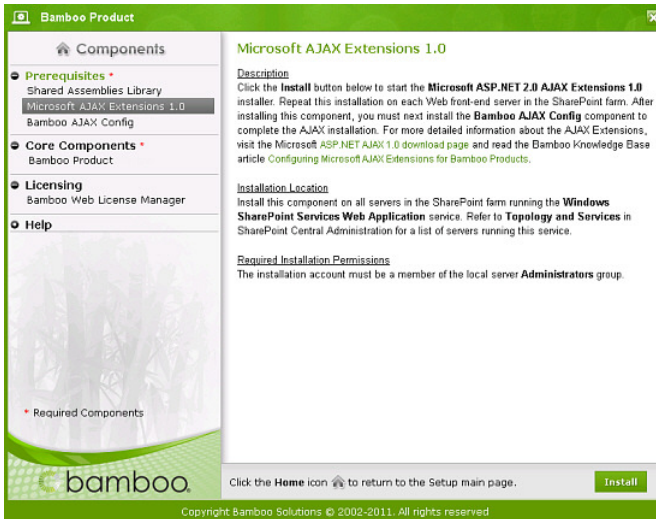 Bamboo Product
Components
Prerequisites *
Shared Assemblies Library
Microsoft AJAX Extensions 1.0
Bamboo AJAX Config
Core Components *
Bamboo Product
Licensing
Bamboo Web License Manager
Help
* Required Components
bamboo.
Microsoft AJAX Extensions 1.0
Description
Click the Install button below to start the Microsoft ASP.NET 2.0 AJAX Extensions 1.0
installer. Repeat this installation on each Web front-end server in the SharePoint farm. After
installing this component, you must next install the Bamboo AJAX Config component to
complete the AJAX installation. For more detailed information about the AJAX Extensions,
visit the Microsoft ASP.NET AJAX 1.0 download page and read the Bamboo Knowledge Base
article Configuring Microsoft AJAX Extensions for Bamboo Products.
Installation Location
Install this component on all servers in the SharePoint farm running the Windows
SharePoint Services Web Application service. Refer to Topology and Services in
SharePoint Central Administration for a list of servers running this service.
Required Installation Permissions
The installation account must be a member of the local server Administrators group.
Click the Home icon to return to the Setup main page.
Install
Copyright Bamboo Solutions © 2002-2011. All rights reserved